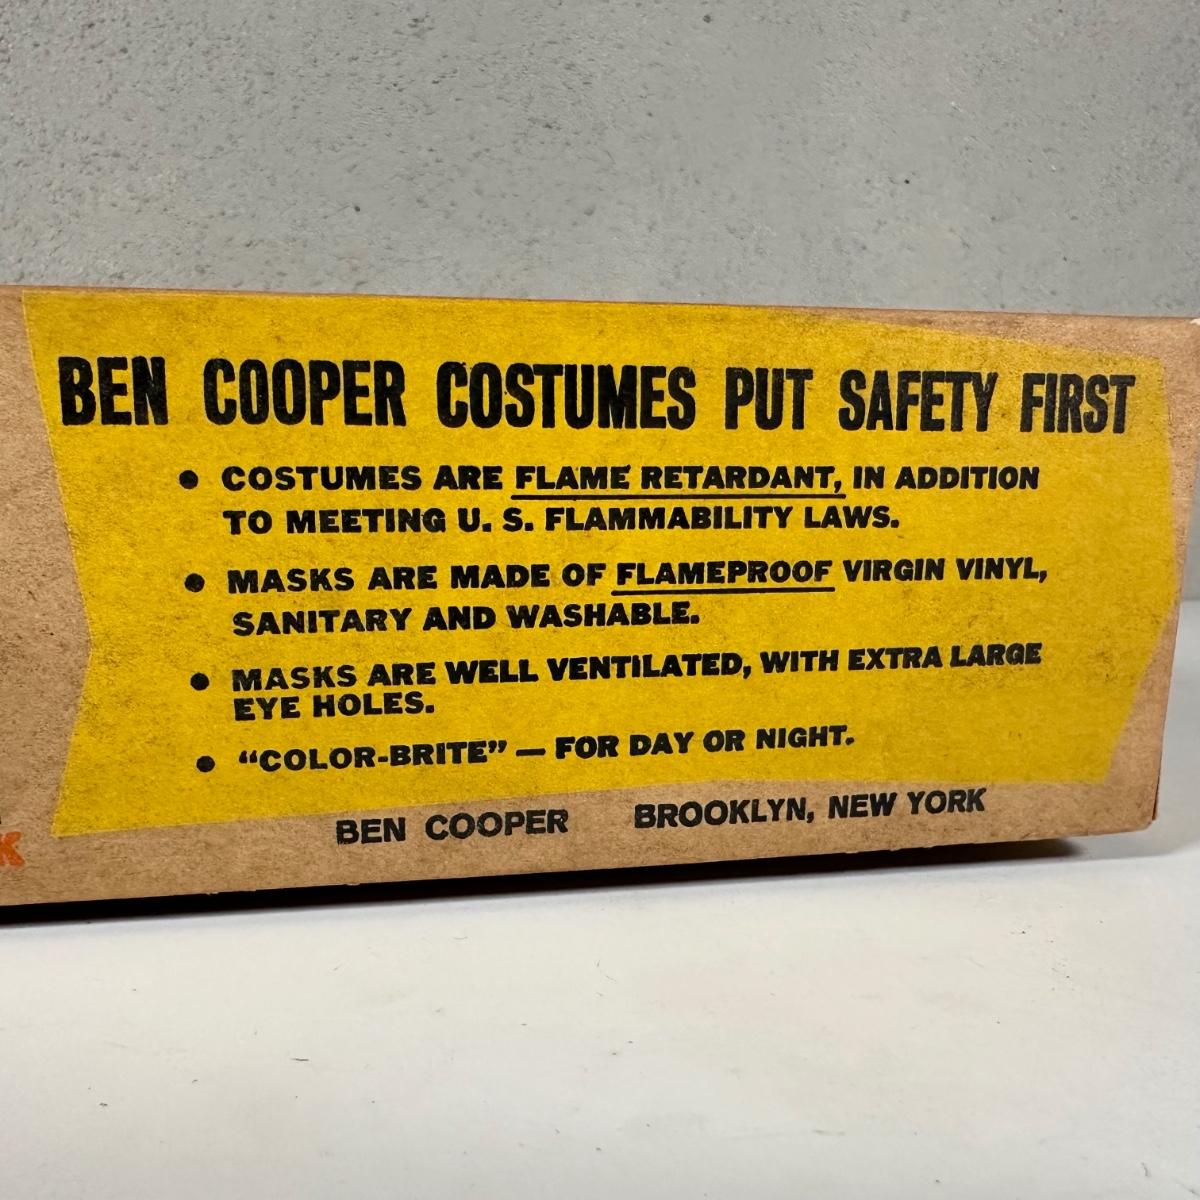 BEN COOPER COSTUMES PUT SAFETY FIRST
• COSTUMES ARE FLAME RETARDANT, IN ADDITION
TO MEETING U. S. FLAMMABILITY LAWS.
• MASKS ARE MADE OF FLAMEPROOF VIRGIN VINYL,
SANITARY AND WASHABLE.
• MASKS ARE WELL VENTILATED, WITH EXTRA LARGE
EYE HOLES.
• “COLOR-BRITE” — FOR DAY OR NIGHT.
BEN COOPER BROOKLYN, NEW YORK
K